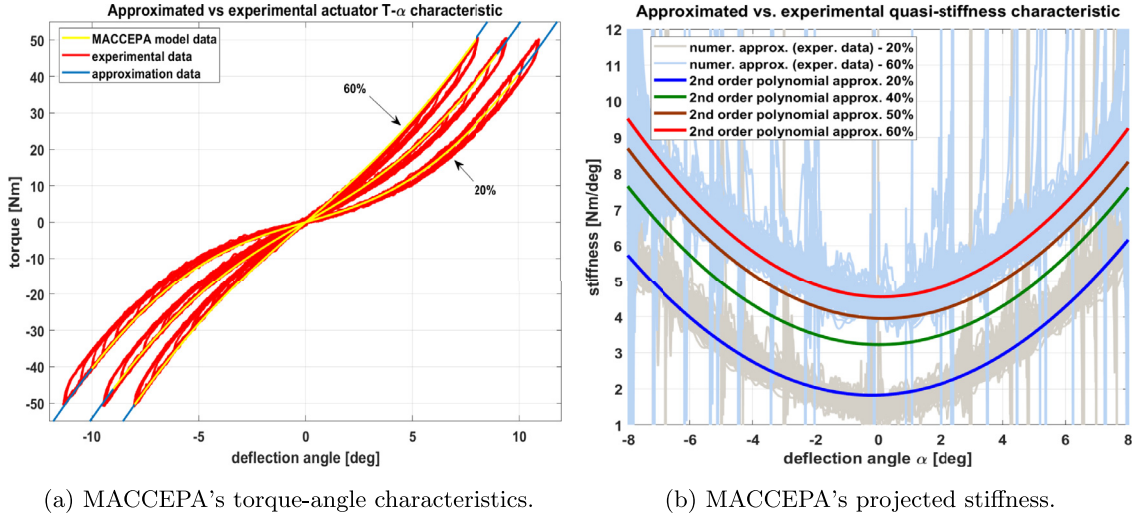 Approximated vs experimental actuator T-α characteristic
MACCEPA model data
experimental data
approximation data
60%
20%
50
40
30
20
10
0
-10
-20
-30
-40
-50
torque [Nm]
-10
-5
0
5
10
deflection angle [deg]
(a) MACCEPA's torque-angle characteristics.
Approximated vs. experimental quasi-stiffness characteristic
numer. approx. (exper. data) - 20%
numer. approx. (exper. data) - 60%
2nd order polynomial approx. 20%
2nd order polynomial approx. 40%
2nd order polynomial approx. 50%
2nd order polynomial approx. 60%
12
11
10
9
8
7
6
5
4
3
2
1
stiffness [Nm/deg]
-8
-6
-4
-2
0
2
4
6
8
deflection angle α [deg]
(b) MACCEPA's projected stiffness.